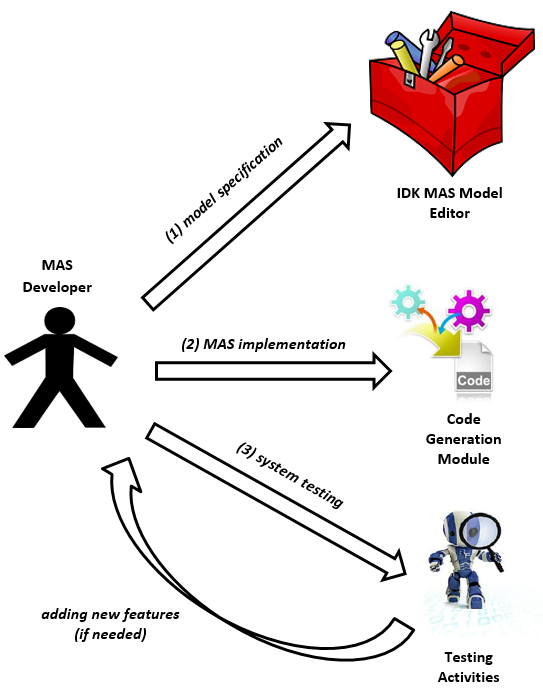 (1) model specification
IDK MAS Model
Editor
MAS
Developer
(2) MAS implementation
Code
Code
Generation
Module
(3) system testing
adding new features
(if needed)
Testing
Activities